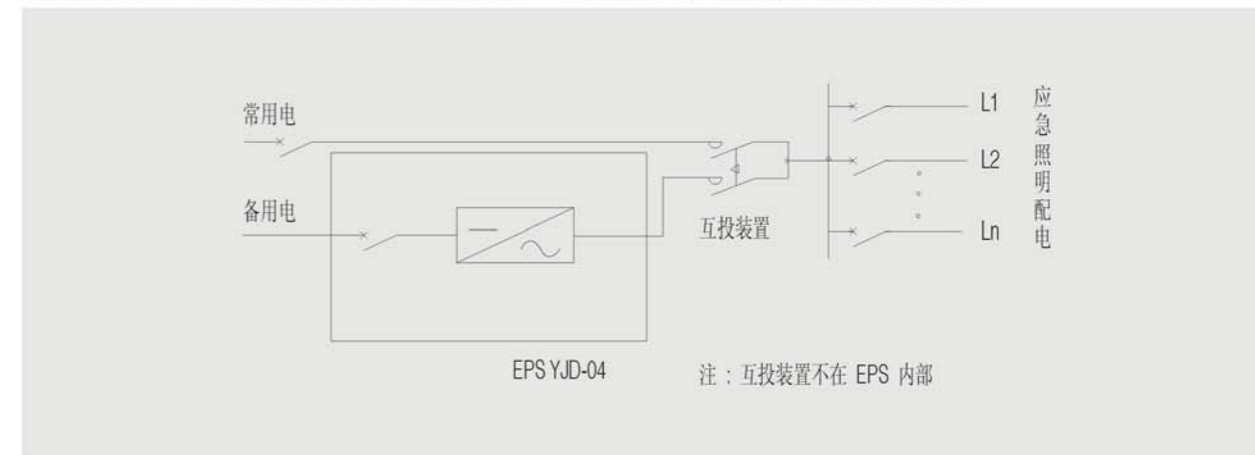 常用电
备用电
互投装置
L1
L2
Ln
应急照明配电
EPS YJD-04
注：互投装置不在 EPS 内部